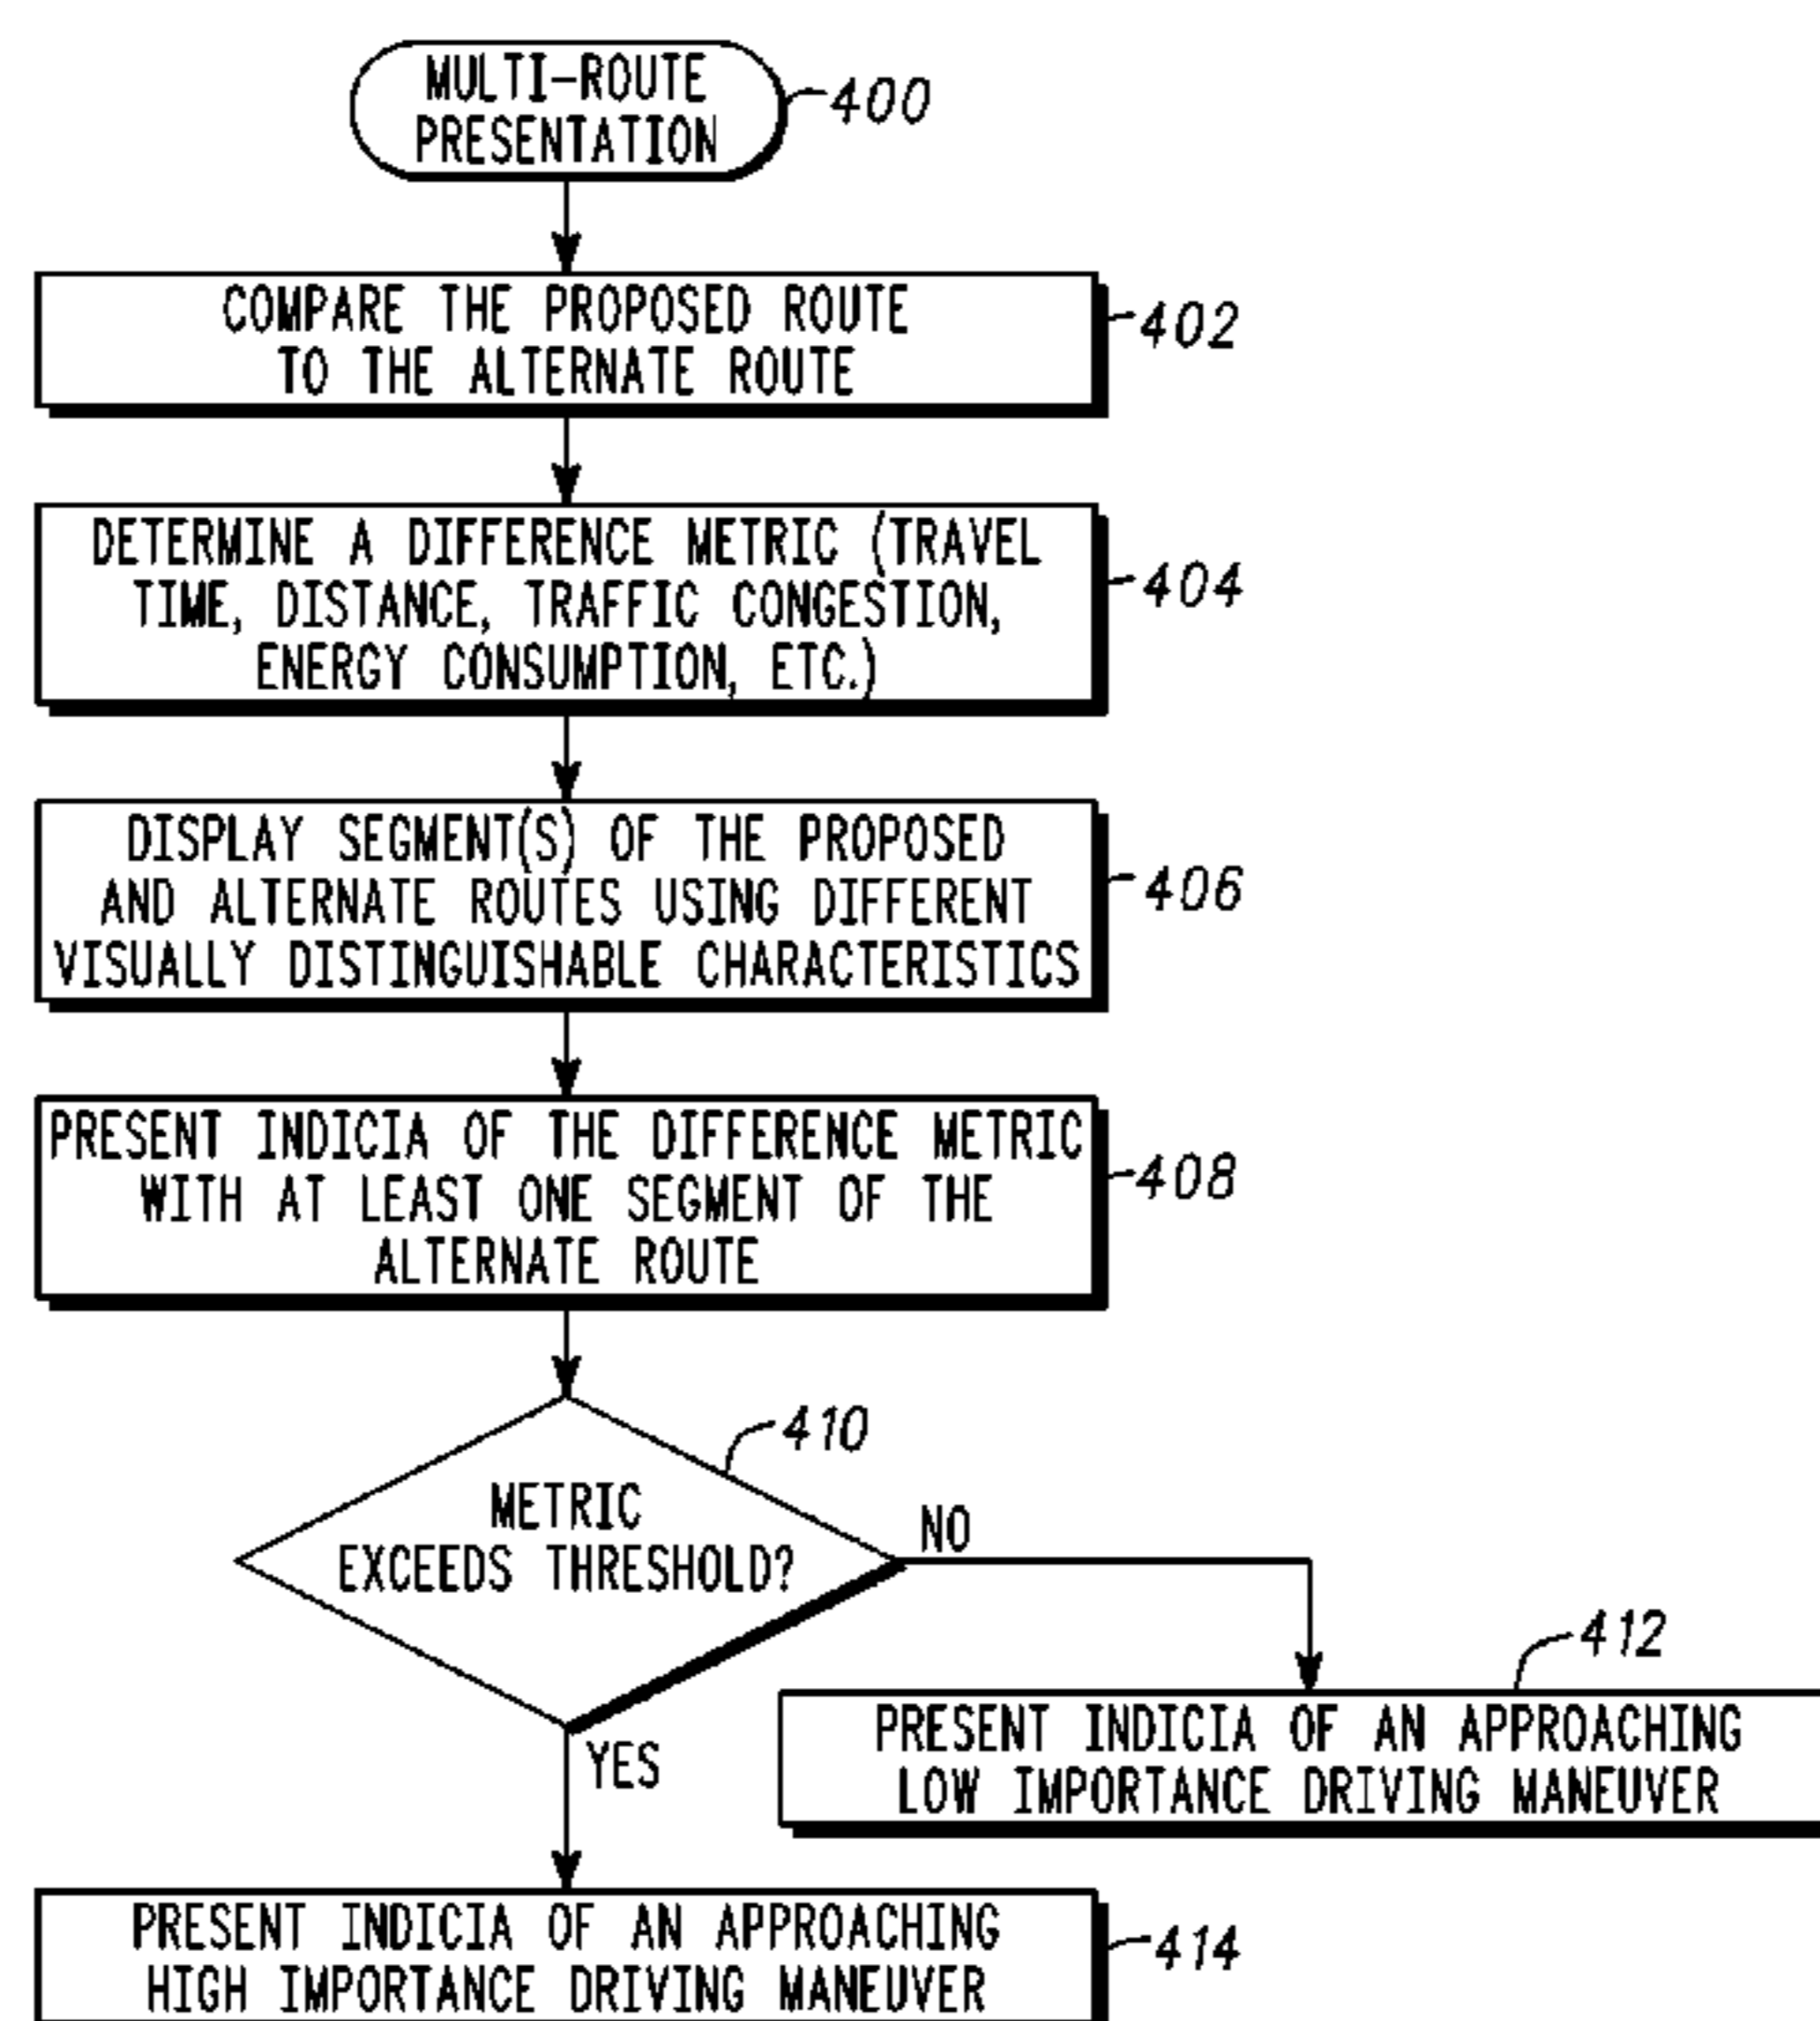 MULTI-ROUTE
PRESENTATION
400
COMPARE THE PROPOSED ROUTE
TO THE ALTERNATE ROUTE
402
DETERMINE A DIFFERENCE METRIC (TRAVEL
TIME, DISTANCE, TRAFFIC CONGESTION,
ENERGY CONSUMPTION, ETC.)
404
DISPLAY SEGMENT(S) OF THE PROPOSED
AND ALTERNATE ROUTES USING DIFFERENT
VISUALLY DISTINGUISHABLE CHARACTERISTICS
406
PRESENT INDICIA OF THE DIFFERENCE METRIC
WITH AT LEAST ONE SEGMENT OF THE
ALTERNATE ROUTE
408
METRIC
EXCEEDS THRESHOLD?
410
NO
YES
PRESENT INDICIA OF AN APPROACHING
LOW IMPORTANCE DRIVING MANEUVER
412
PRESENT INDICIA OF AN APPROACHING
HIGH IMPORTANCE DRIVING MANEUVER
414